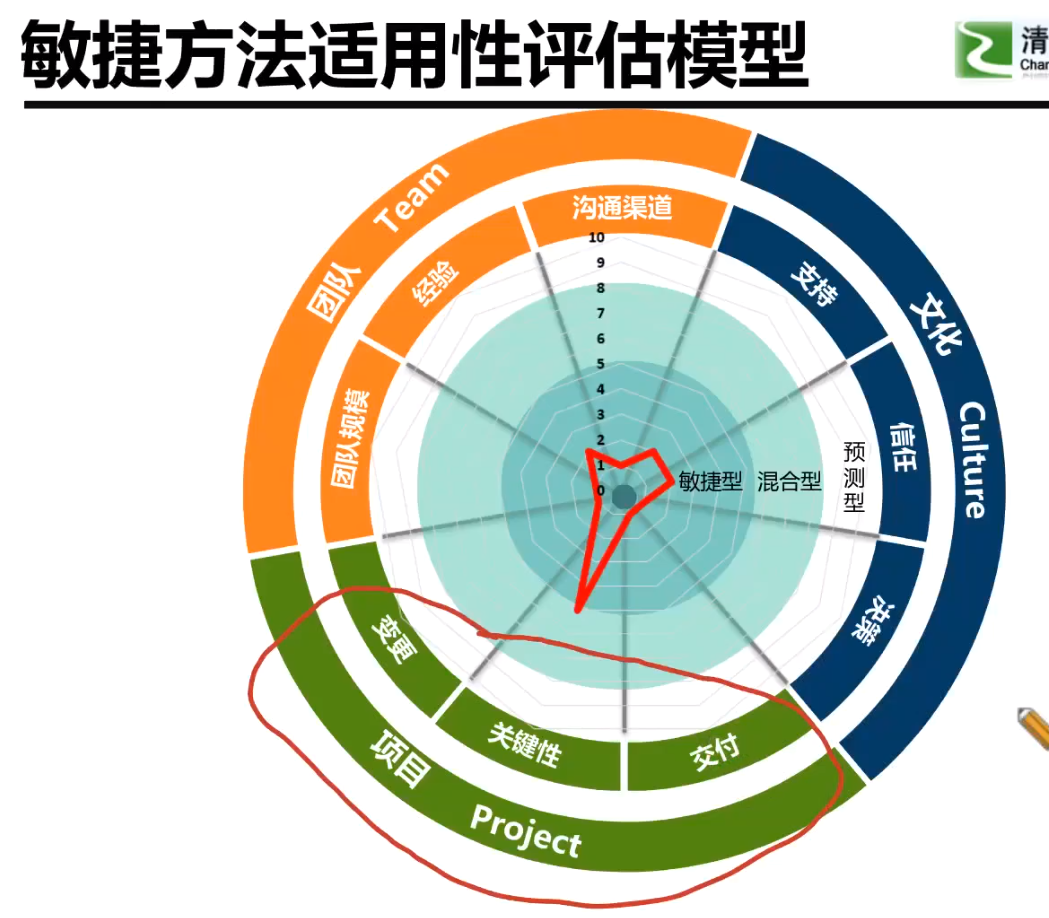 敏捷方法适用性评估模型
清
Char
团队 Team
文化 Culture
项目 Project
沟通渠道
支持
信任
决策
交付
关键性
变更
团队规模
经验
10
9
8
7
6
5
4
3
2
1
0
敏捷型
混合型
预测型